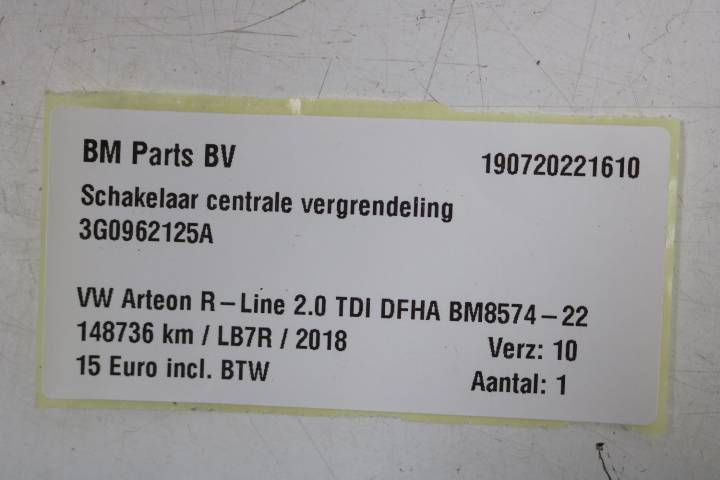 BM Parts BV 190720221610
Schakelaar centrale vergrendeling
3G0962125A
VW Arteon R-Line 2.0 TDI DFHA BM8574-22
148736 km / LB7R / 2018 Verz: 10
15 Euro incl. BTW Aantal: 1